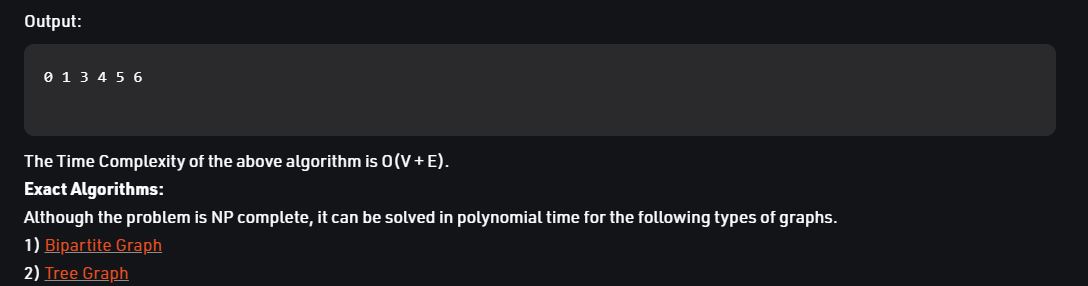 Output:
0 1 3 4 5 6
The Time Complexity of the above algorithm is O(V + E).
Exact Algorithms:
Although the problem is NP complete, it can be solved in polynomial time for the following types of graphs.
1) Bipartite Graph
2) Tree Graph